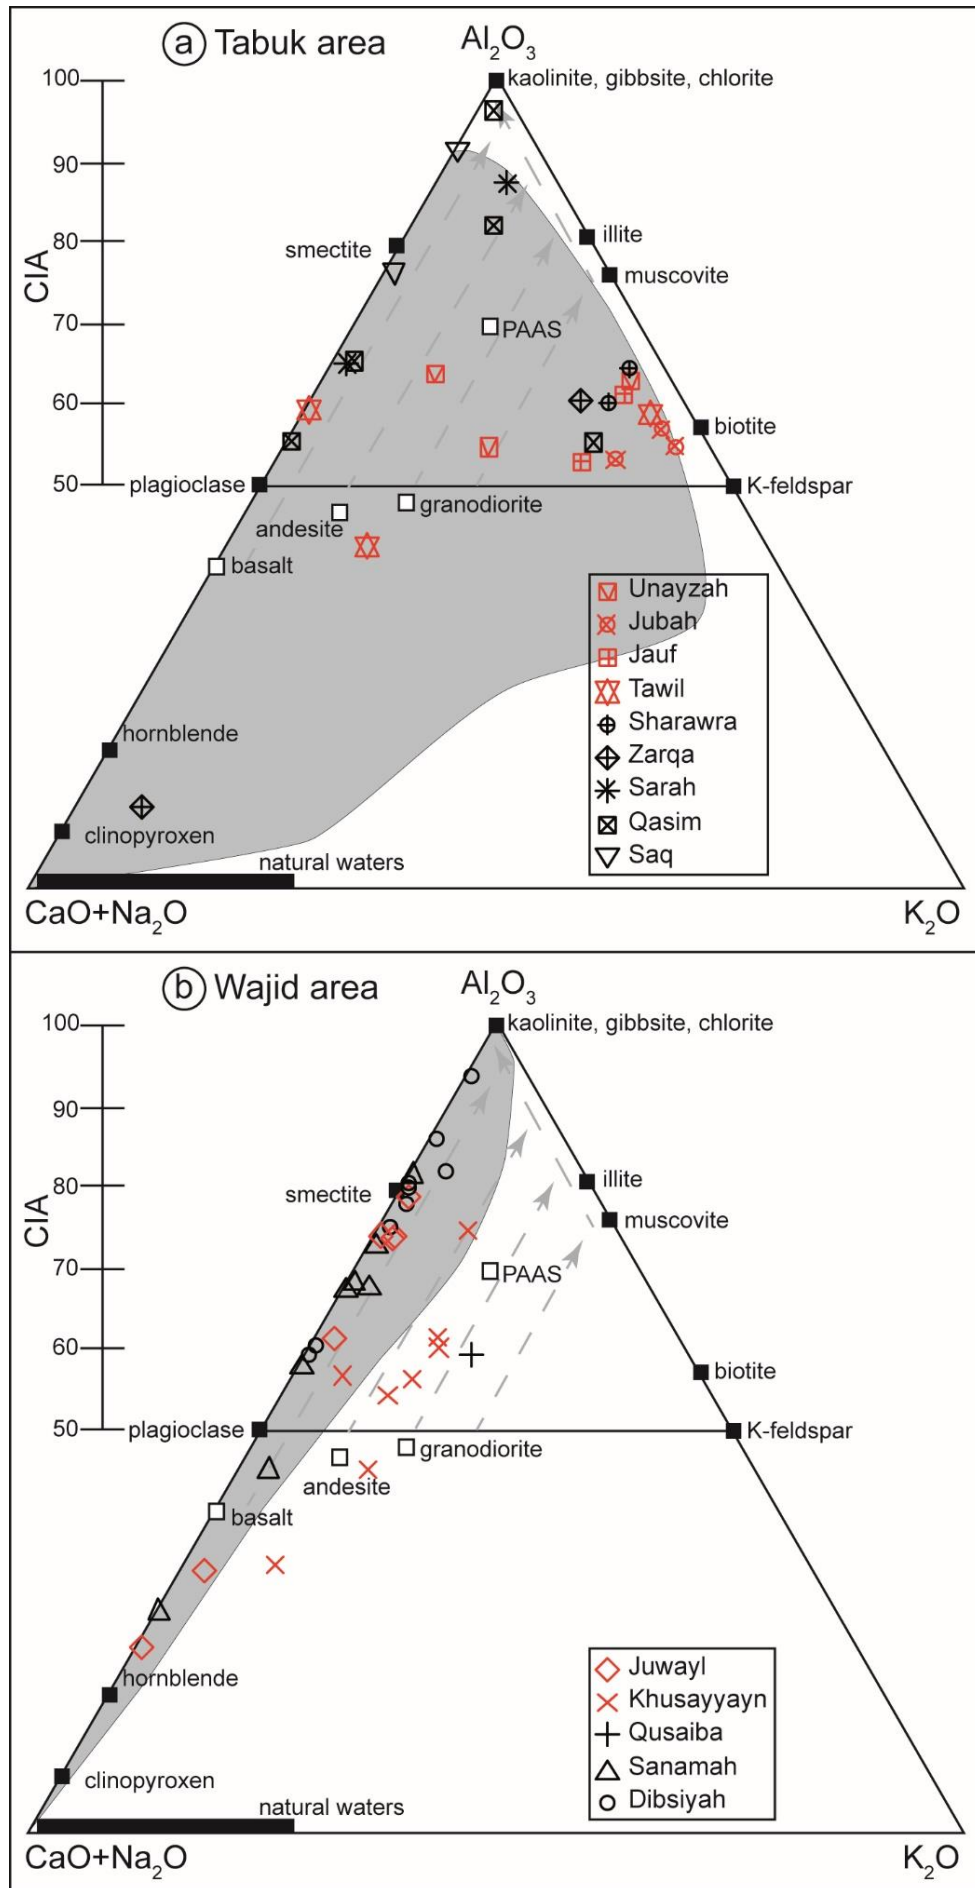 a Tabuk area
Al2O3
100
kaolinite, gibbsite, chlorite
90
80
illite
smectite
muscovite
CIA
70
PAAS
60
biotite
50
plagioclase
K-feldspar
granodiorite
andesite
basalt
Unayzah
Jubah
Jauf
Tawil
Sharawra
Zarqa
Sarah
Qasim
Saq
hornblende
clinopyroxen
natural waters
CaO+Na2O
K2O
b Wajid area
Al2O3
100
kaolinite, gibbsite, chlorite
90
80
illite
smectite
muscovite
CIA
70
PAAS
60
biotite
50
plagioclase
K-feldspar
granodiorite
andesite
basalt
Juwayl
Khusayyayn
Qusaiba
Sanamah
Dibsiyah
hornblende
clinopyroxen
natural waters
CaO+Na2O
K2O